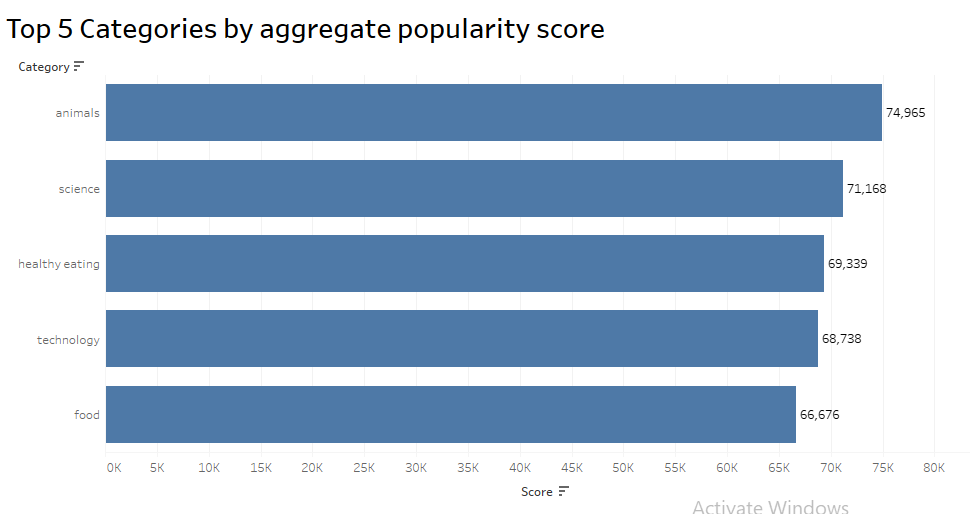 Top 5 Categories by aggregate popularity score
Category
animals 74,965
science 71,168
healthy eating 69,339
technology 68,738
food 66,676
0K 5K 10K 15K 20K 25K 30K 35K 40K 45K 50K 55K 60K 65K 70K 75K 80K
Score
Activate Windows